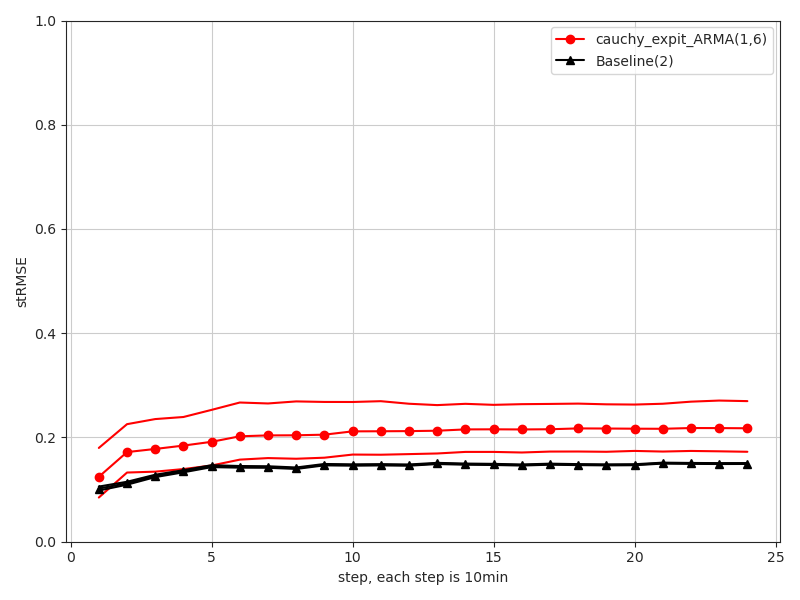 1.0
0.8
0.6
0.4
0.2
0.0
stRMSE
cauchy_expit_ARMA(1,6)
Baseline(2)
0 5 10 15 20 25
step, each step is 10min